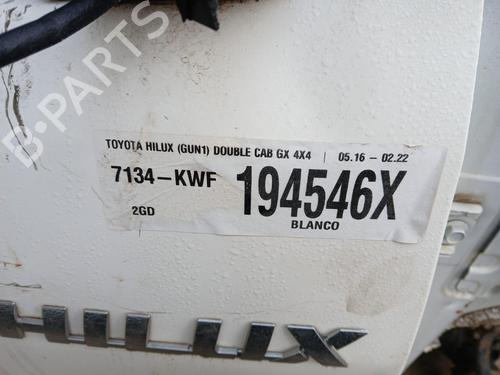 B-PARTS
TOYOTA HILUX (GUN1) DOUBLE CAB GX 4X4 | 05.16 – 02.22
7134–KWF 194546X
2GD BLANCO
HILUX